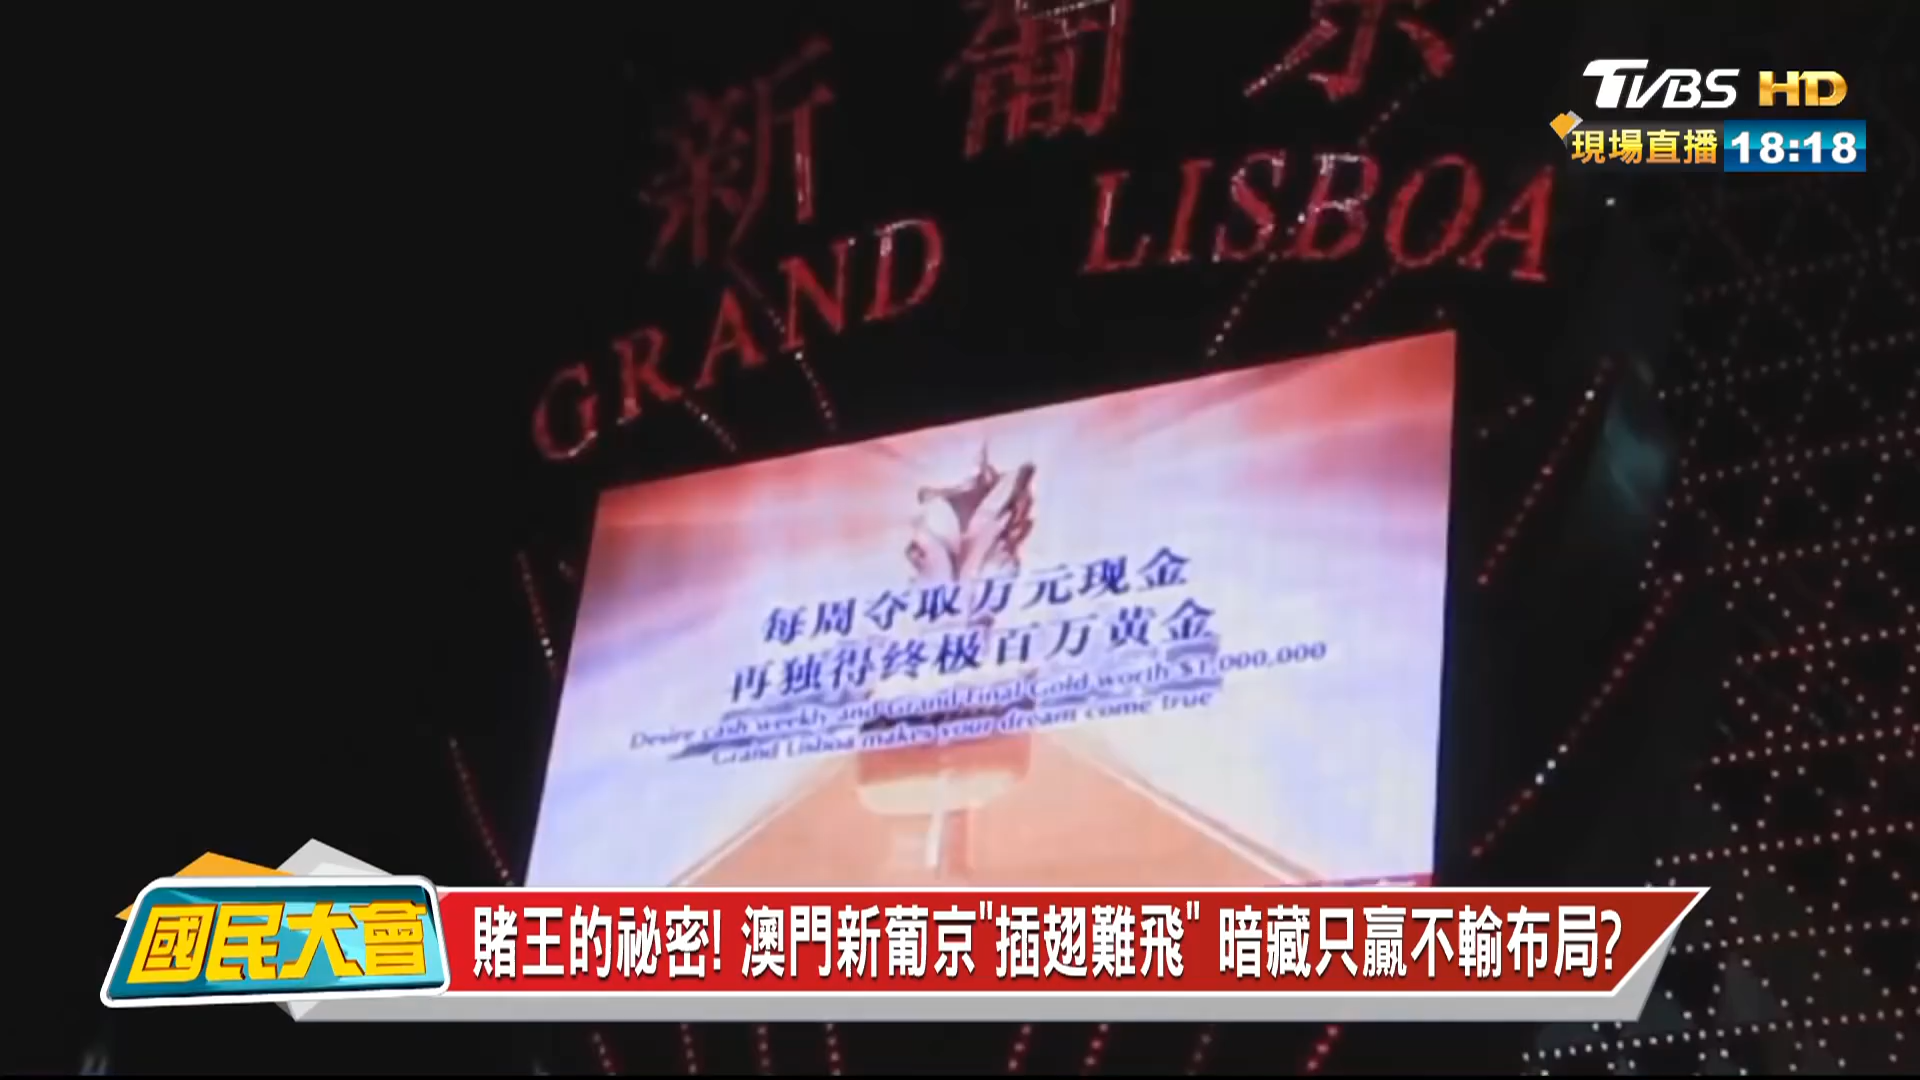 新葡京
TVBS HD
現場直播 18:18
GRAND LISBOA
每周夺取万元现金
再独得终极百万黄金
Desire cash weekly and Grand Final Gold worth $1,000,000
Grand Lisboa makes your dream come true
國民大會
賭王的祕密! 澳門新葡京"插翅難飛" 暗藏只贏不輸布局?